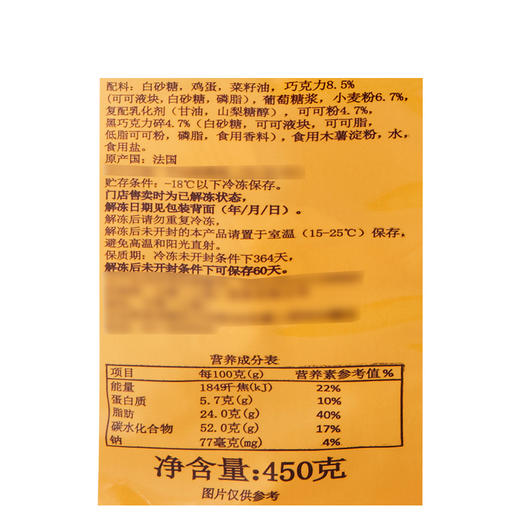 配料：白砂糖，鸡蛋，菜籽油，巧克力8.5%
(可可液块，白砂糖，磷脂)，葡萄糖浆，小麦粉6.7%，
复配乳化剂（甘油，山梨糖醇），可可粉4.7%，
黑巧克力碎4.7%（白砂糖，可可液块，可可脂，
低脂可可粉，磷脂，食用香料），食用木薯淀粉，水，
食用盐。
原产国：法国
贮存条件：-18℃以下冷冻保存。
门店售卖时为已解冻状态，
解冻日期见包装背面（年/月/日）。
解冻后请勿重复冷冻，
解冻后未开封的本产品请置于室温（15-25℃）保存，
避免高温和阳光直射。
保质期：冷冻未开封条件下364天，
解冻后未开封条件下可保存60天。
营养成分表
项目 每100克(g) 营养素参考值%
能量 1849千焦(kJ) 22%
蛋白质 5.7克(g) 10%
脂肪 24.0克(g) 40%
碳水化合物 52.0克(g) 17%
钠 77毫克(mg) 4%
净含量:450克
图片仅供参考